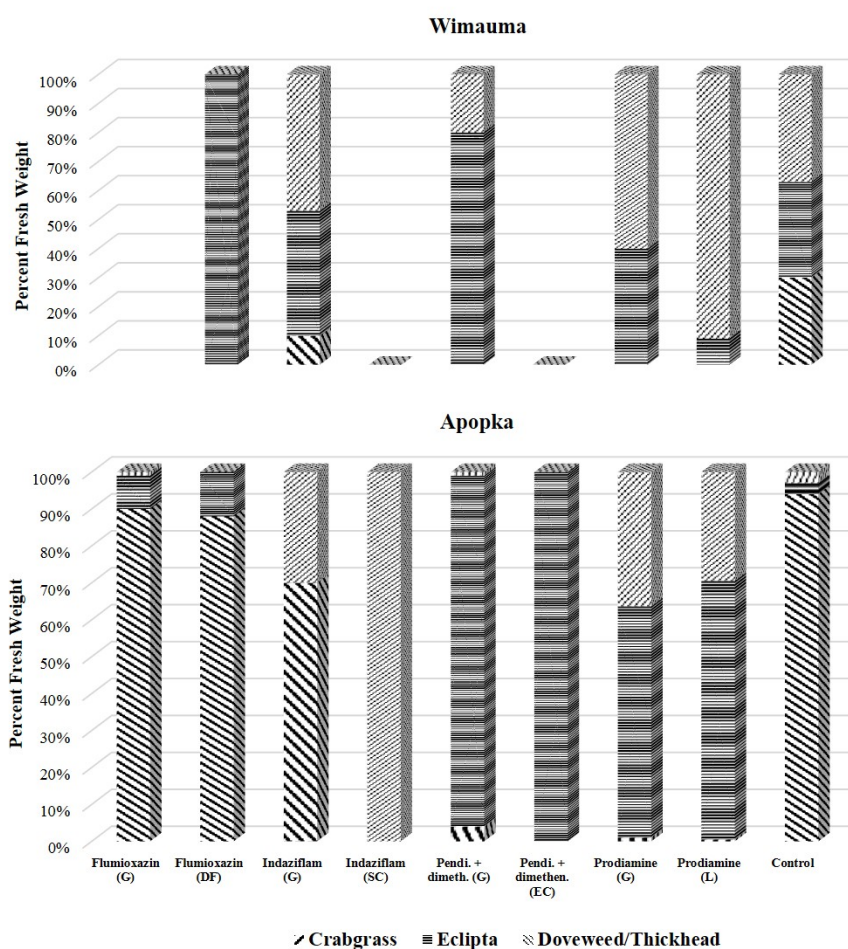 Wimauma
Percent Fresh Weight
100%
90%
80%
70%
60%
50%
40%
30%
20%
10%
0%
Apopka
Percent Fresh Weight
100%
90%
80%
70%
60%
50%
40%
30%
20%
10%
0%
Flumioxazin
(G)
Flumioxazin
(DF)
Indaziflam
(G)
Indaziflam
(SC)
Pendi. +
dimeth. (G)
Pendi. +
dimethen.
(EC)
Prodiamine
(G)
Prodiamine
(L)
Control
Crabgrass Eclipta Doveweed/Thickhead